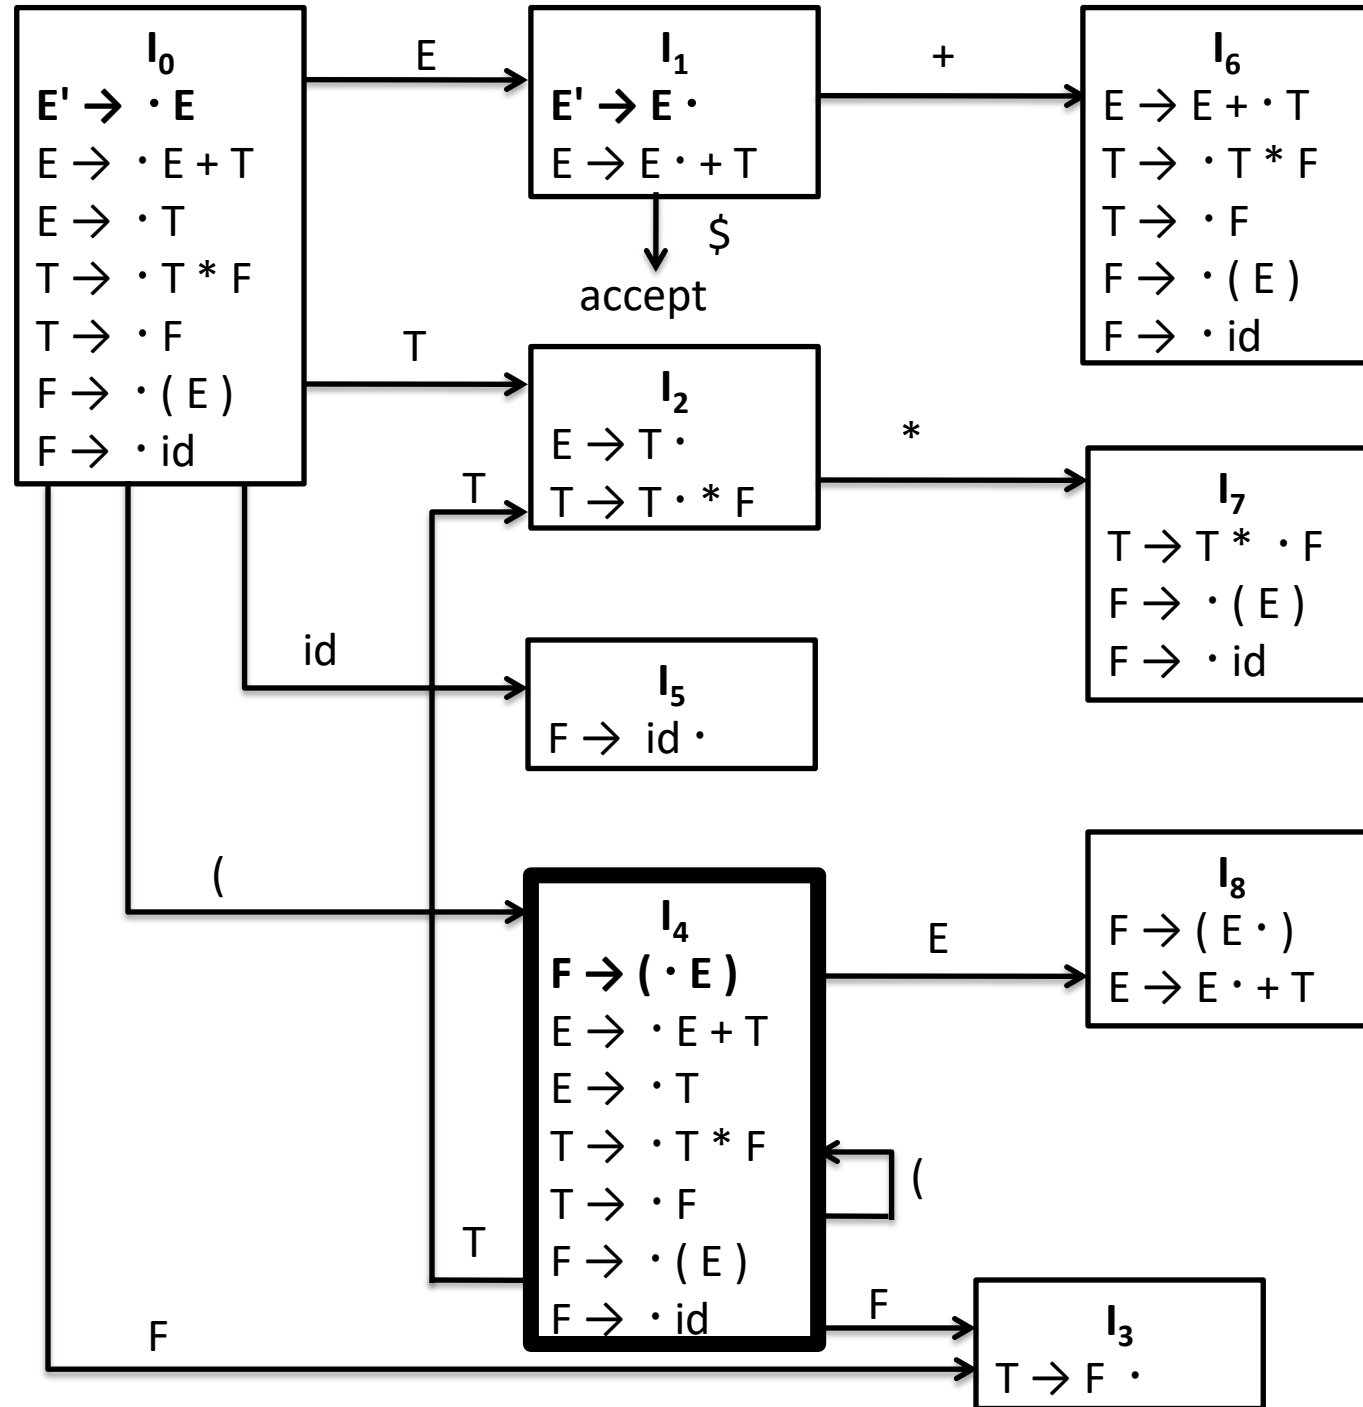 I₀
E' → · E
E → · E + T
E → · T
T → · T * F
T → · F
F → · ( E )
F → · id
E
I₁
E' → E ·
E → E · + T
$
accept
+
I₆
E → E + · T
T → · T * F
T → · F
F → · ( E )
F → · id
T
I₂
E → T ·
T → T · * F
T
*
I₇
T → T * · F
F → · ( E )
F → · id
id
I₅
F → id ·
(
I₄
F → ( · E )
E → · E + T
E → · T
T → · T * F
T → · F
F → · ( E )
F → · id
E
I₈
F → ( E · )
E → E · + T
(
T
F
F
I₃
T → F ·